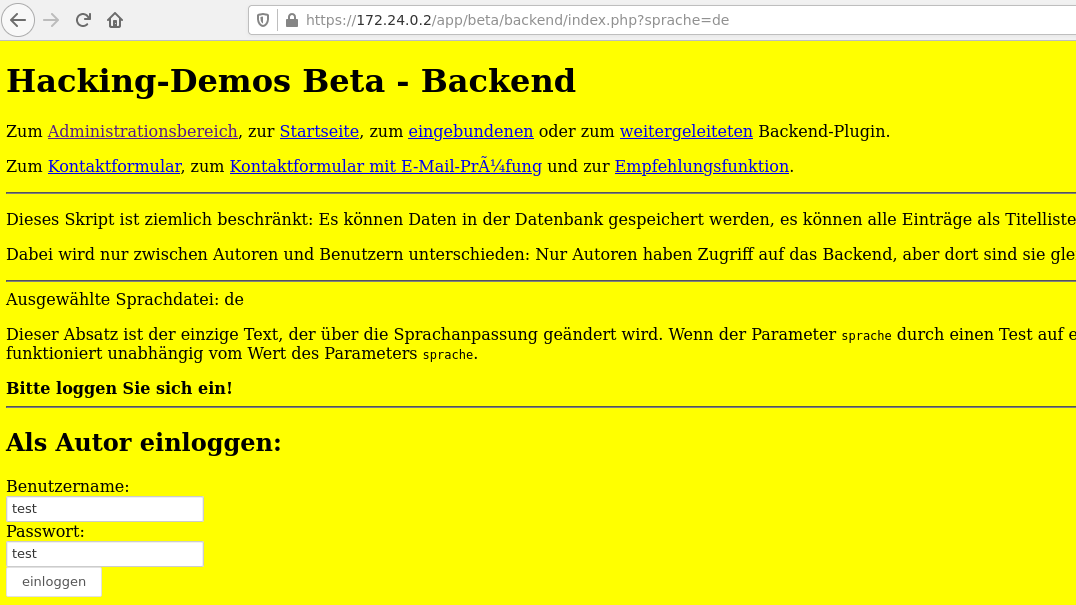 https://172.24.0.2/app/beta/backend/index.php?sprache=de
Hacking-Demos Beta - Backend
Zum Administrationsbereich, zur Startseite, zum eingebundenen oder zum weitergeleiteten Backend-Plugin.
Zum Kontaktformular, zum Kontaktformular mit E-Mail-PrÃ¼fung und zur Empfehlungsfunktion.
Dieses Skript ist ziemlich beschränkt: Es können Daten in der Datenbank gespeichert werden, es können alle Einträge als Titelliste
Dabei wird nur zwischen Autoren und Benutzern unterschieden: Nur Autoren haben Zugriff auf das Backend, aber dort sind sie gle
Ausgewählte Sprachdatei: de
Dieser Absatz ist der einzige Text, der über die Sprachanpassung geändert wird. Wenn der Parameter sprache durch einen Test auf e
funktioniert unabhängig vom Wert des Parameters sprache.
Bitte loggen Sie sich ein!
Als Autor einloggen:
Benutzername:
test
Passwort:
test
einloggen